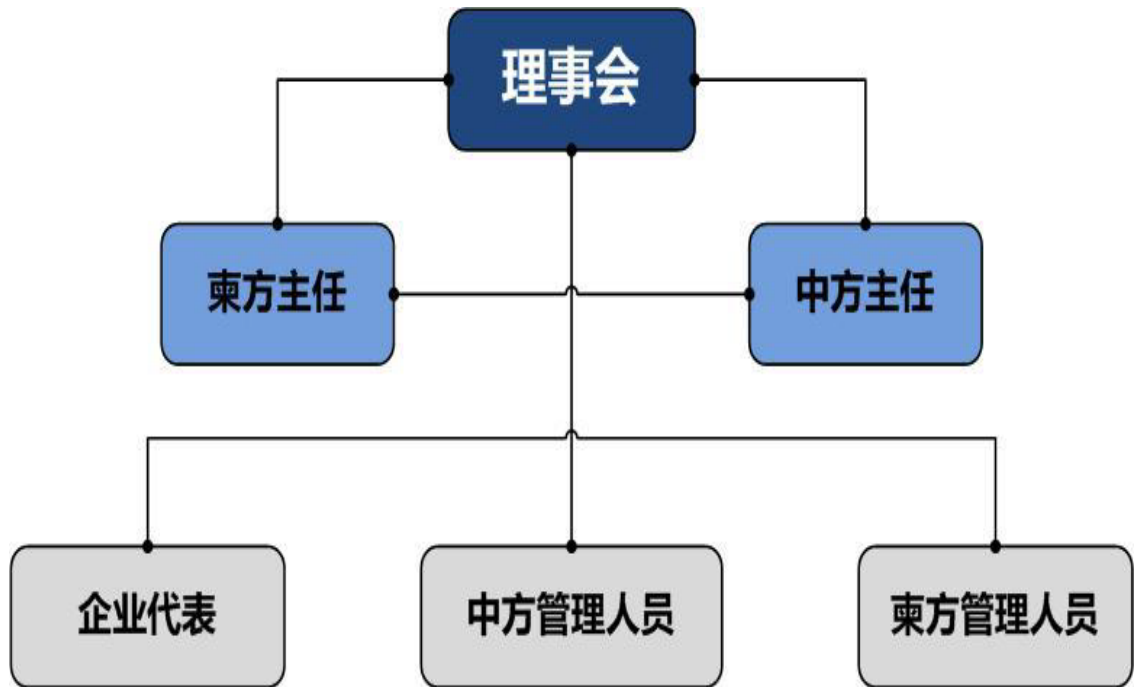 理事会
柬方主任
中方主任
企业代表
中方管理人员
柬方管理人员